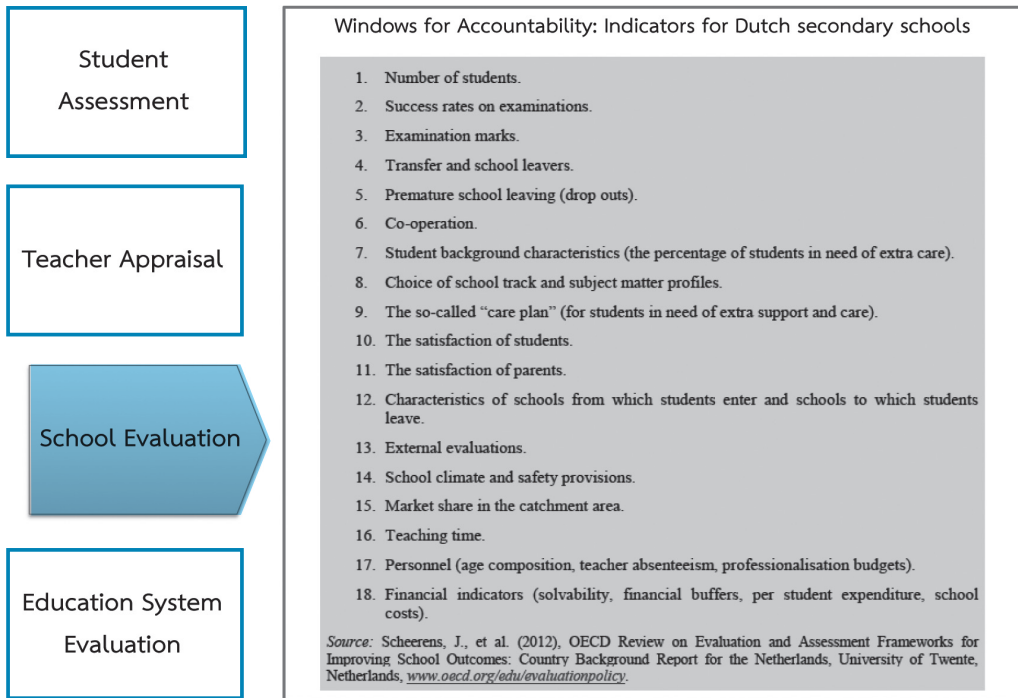 Student
Assessment
Teacher Appraisal
School Evaluation
Education System
Evaluation
Windows for Accountability: Indicators for Dutch secondary schools
1. Number of students.
2. Success rates on examinations.
3. Examination marks.
4. Transfer and school leavers.
5. Premature school leaving (drop outs).
6. Co-operation.
7. Student background characteristics (the percentage of students in need of extra care).
8. Choice of school track and subject matter profiles.
9. The so-called “care plan” (for students in need of extra support and care).
10. The satisfaction of students.
11. The satisfaction of parents.
12. Characteristics of schools from which students enter and schools to which students
leave.
13. External evaluations.
14. School climate and safety provisions.
15. Market share in the catchment area.
16. Teaching time.
17. Personnel (age composition, teacher absenteeism, professionalisation budgets).
18. Financial indicators (solvability, financial buffers, per student expenditure, school
costs).
Source: Scheerens, J., et al. (2012), OECD Review on Evaluation and Assessment Frameworks for
Improving School Outcomes: Country Background Report for the Netherlands, University of Twente,
Netherlands, www.oecd.org/edu/evaluationpolicy.